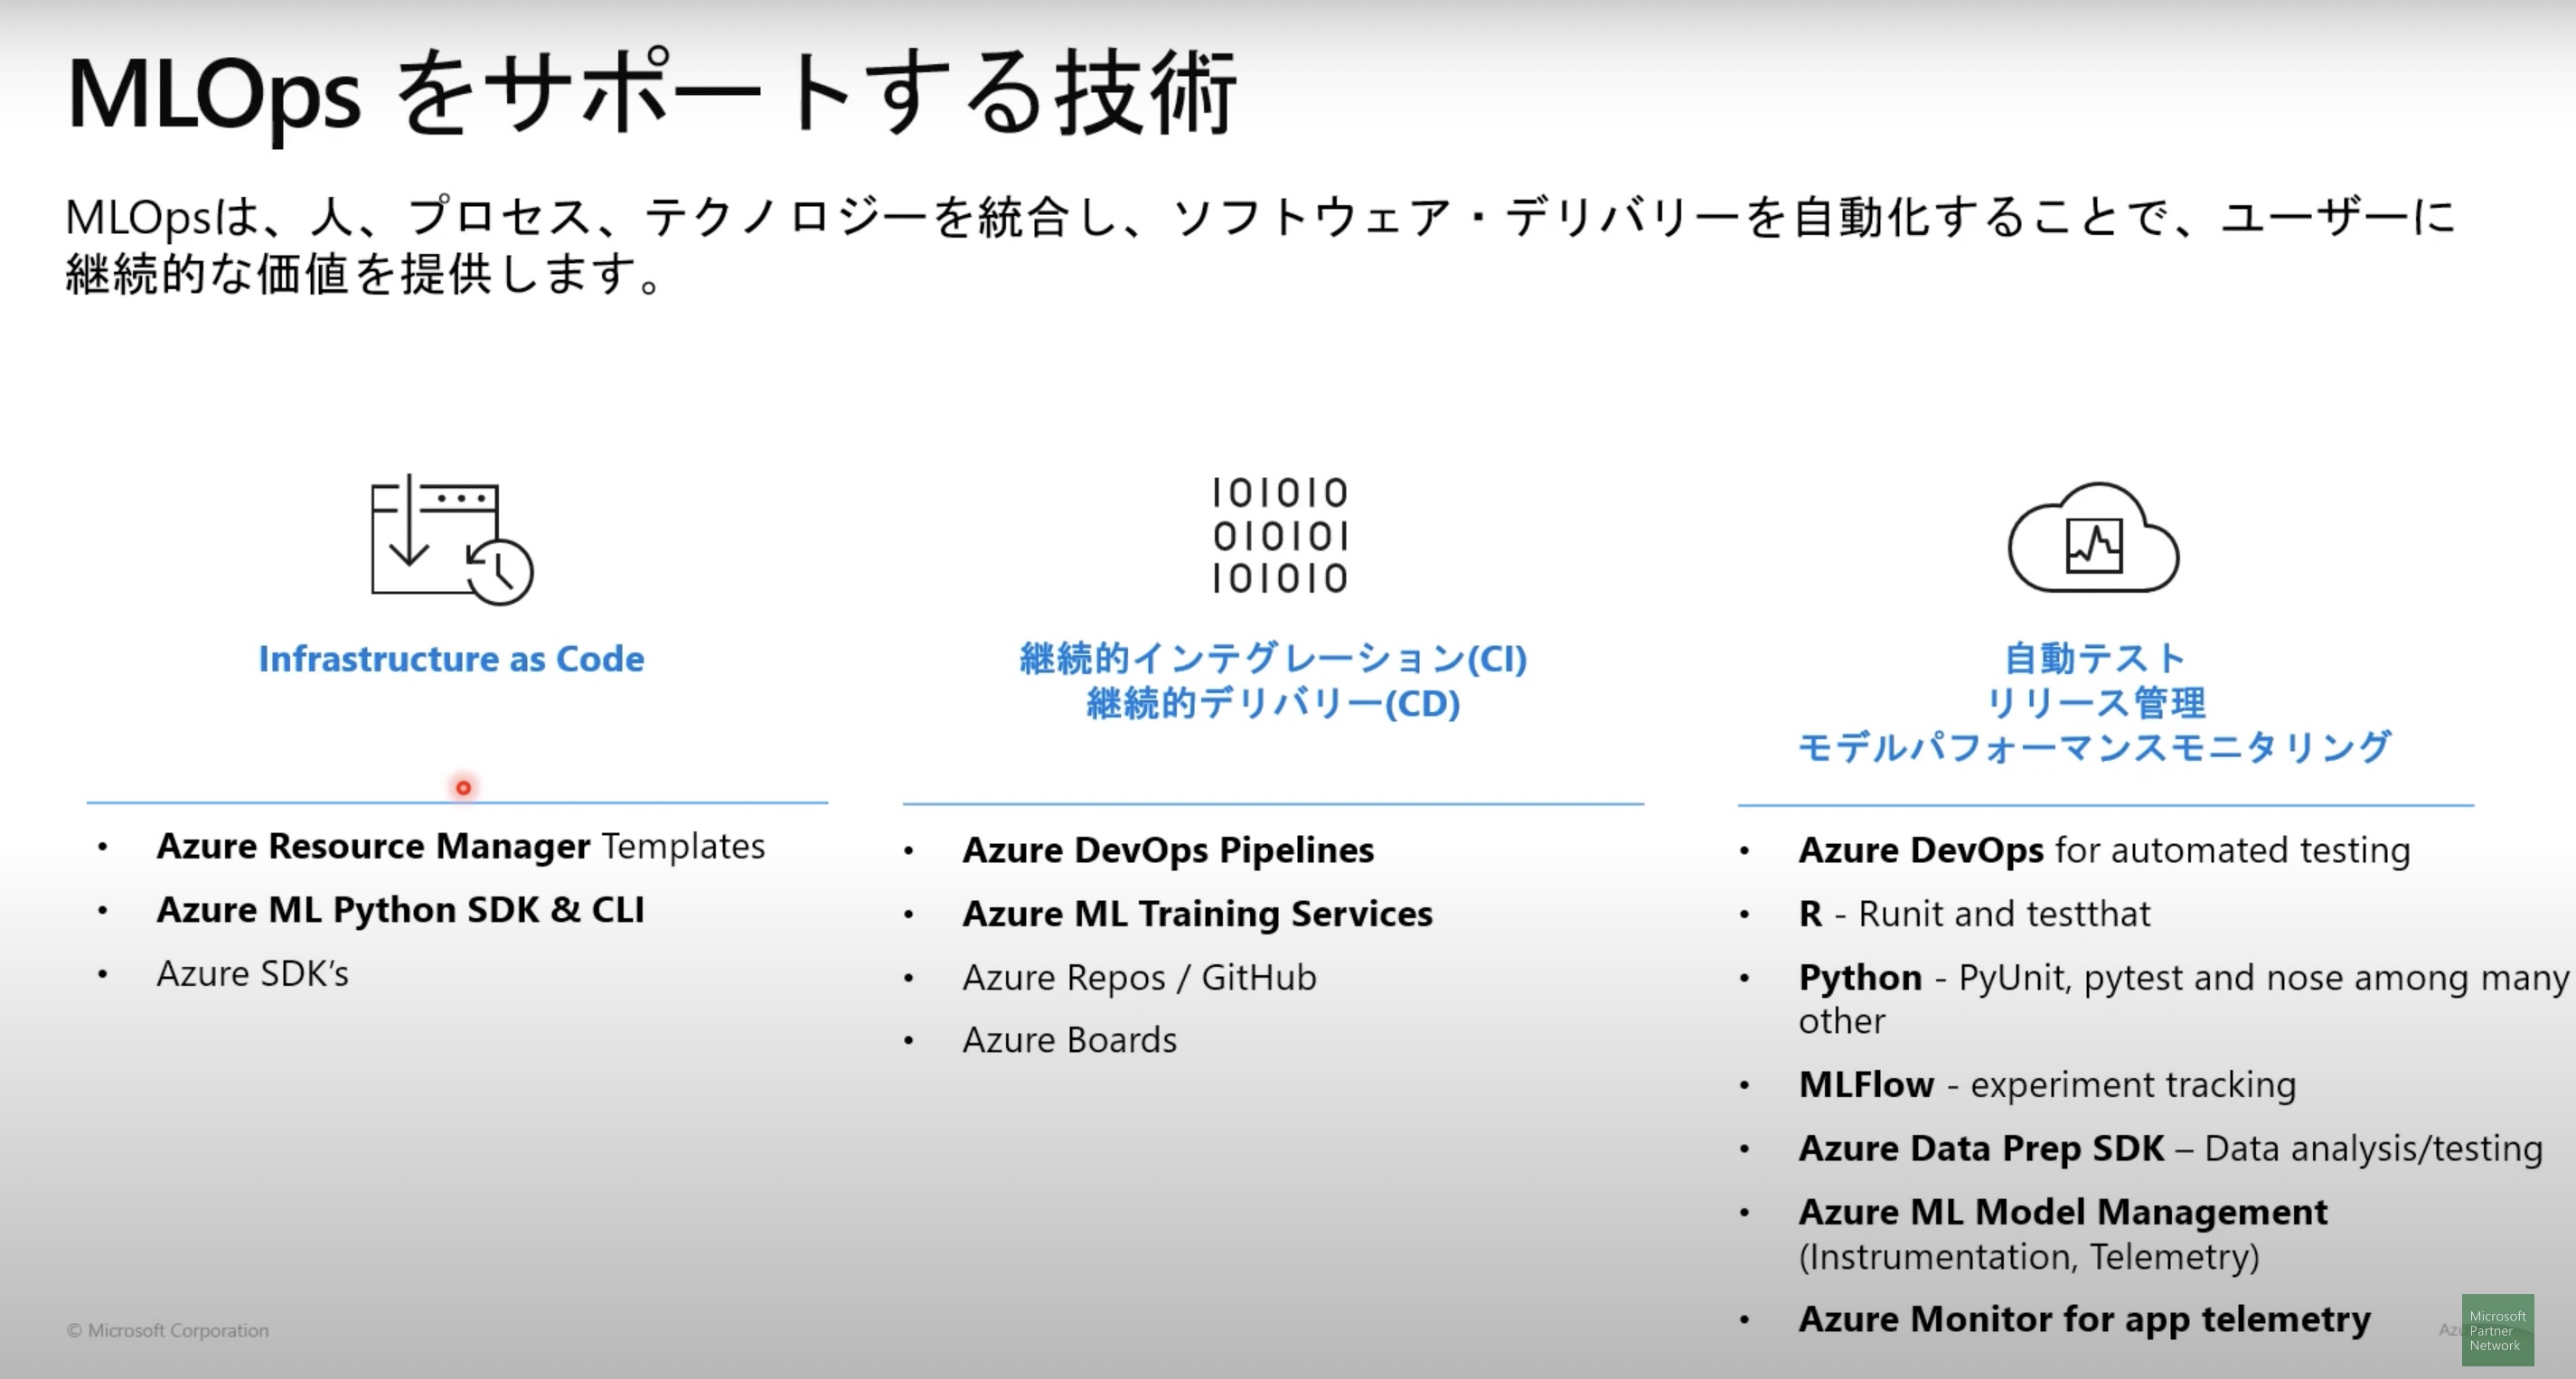 MLOps をサポートする技術
MLOpsは、人、プロセス、テクノロジーを統合し、ソフトウェア・デリバリーを自動化することで、ユーザーに
継続的な価値を提供します。
101010
010101
101010
Infrastructure as Code
• Azure Resource Manager Templates
• Azure ML Python SDK & CLI
• Azure SDK’s
継続的インテグレーション(CI)
継続的デリバリー(CD)
• Azure DevOps Pipelines
• Azure ML Training Services
• Azure Repos / GitHub
• Azure Boards
自動テスト
リリース管理
モデルパフォーマンスモニタリング
• Azure DevOps for automated testing
• R - Runit and testthat
• Python - PyUnit, pytest and nose among many
other
• MLFlow - experiment tracking
• Azure Data Prep SDK – Data analysis/testing
• Azure ML Model Management
(Instrumentation, Telemetry)
• Azure Monitor for app telemetry
© Microsoft Corporation
Microsoft
Partner
Network